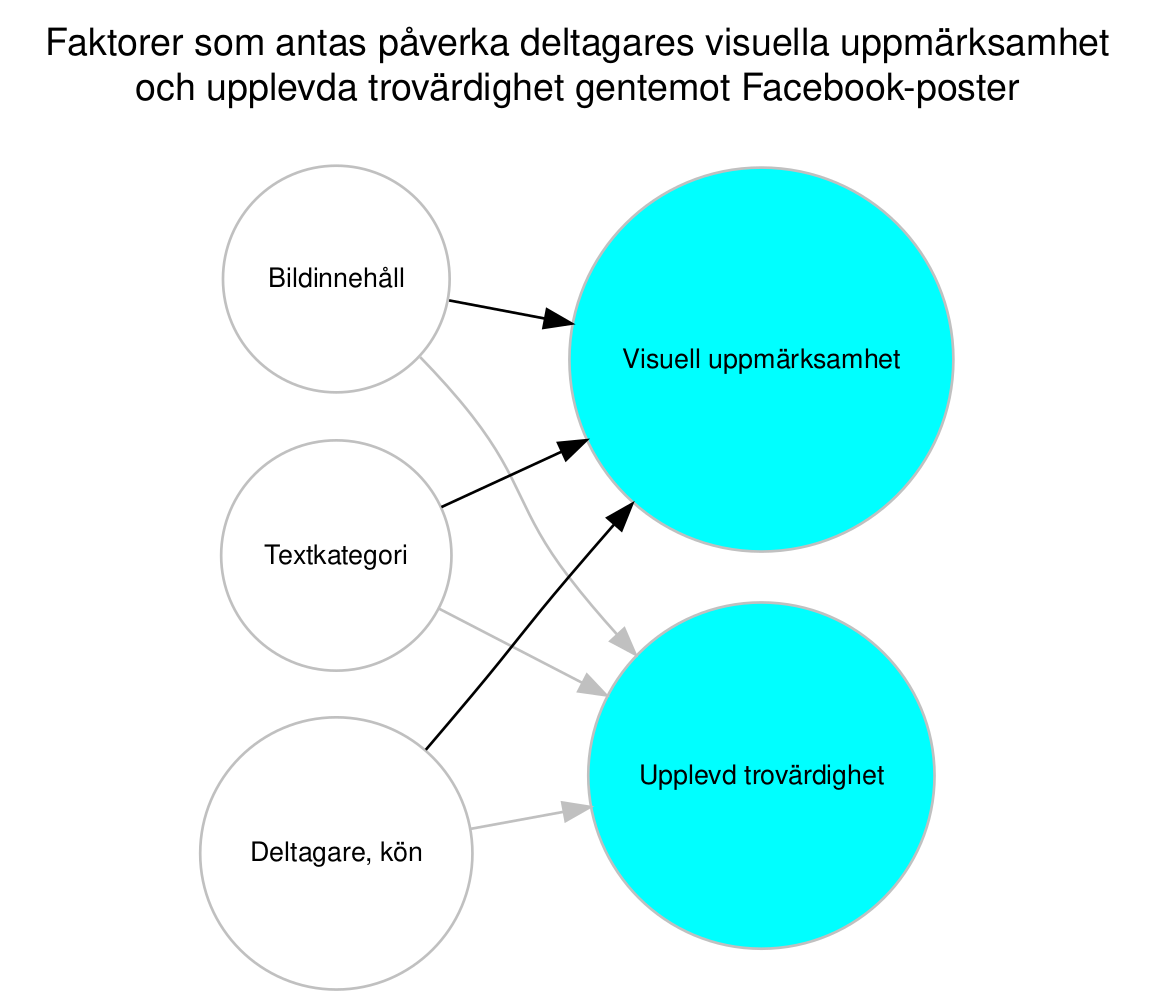 Faktorer som antas påverka deltagares visuella uppmärksamhet
och upplevda trovärdighet gentemot Facebook-poster
Bildinnehåll
Visuell uppmärksamhet
Textkategori
Upplevd trovärdighet
Deltagare, kön